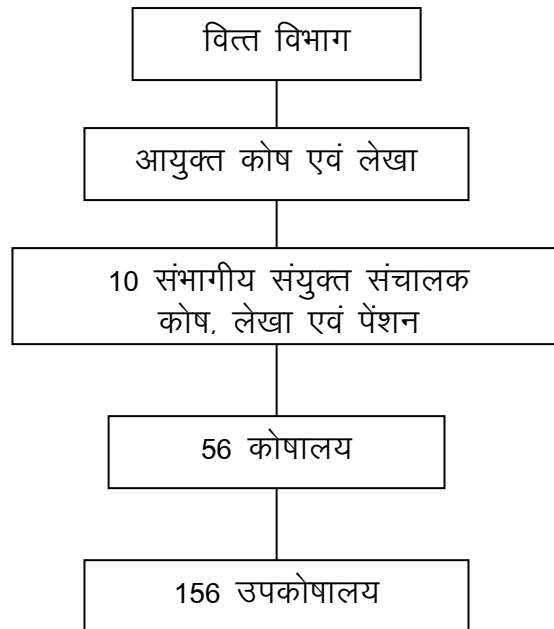 वित्त विभाग
आयुक्त कोष एवं लेखा
10 संभागीय संयुक्त संचालक
कोष, लेखा एवं पेंशन
56 कोषालय
156 उपकोषालय